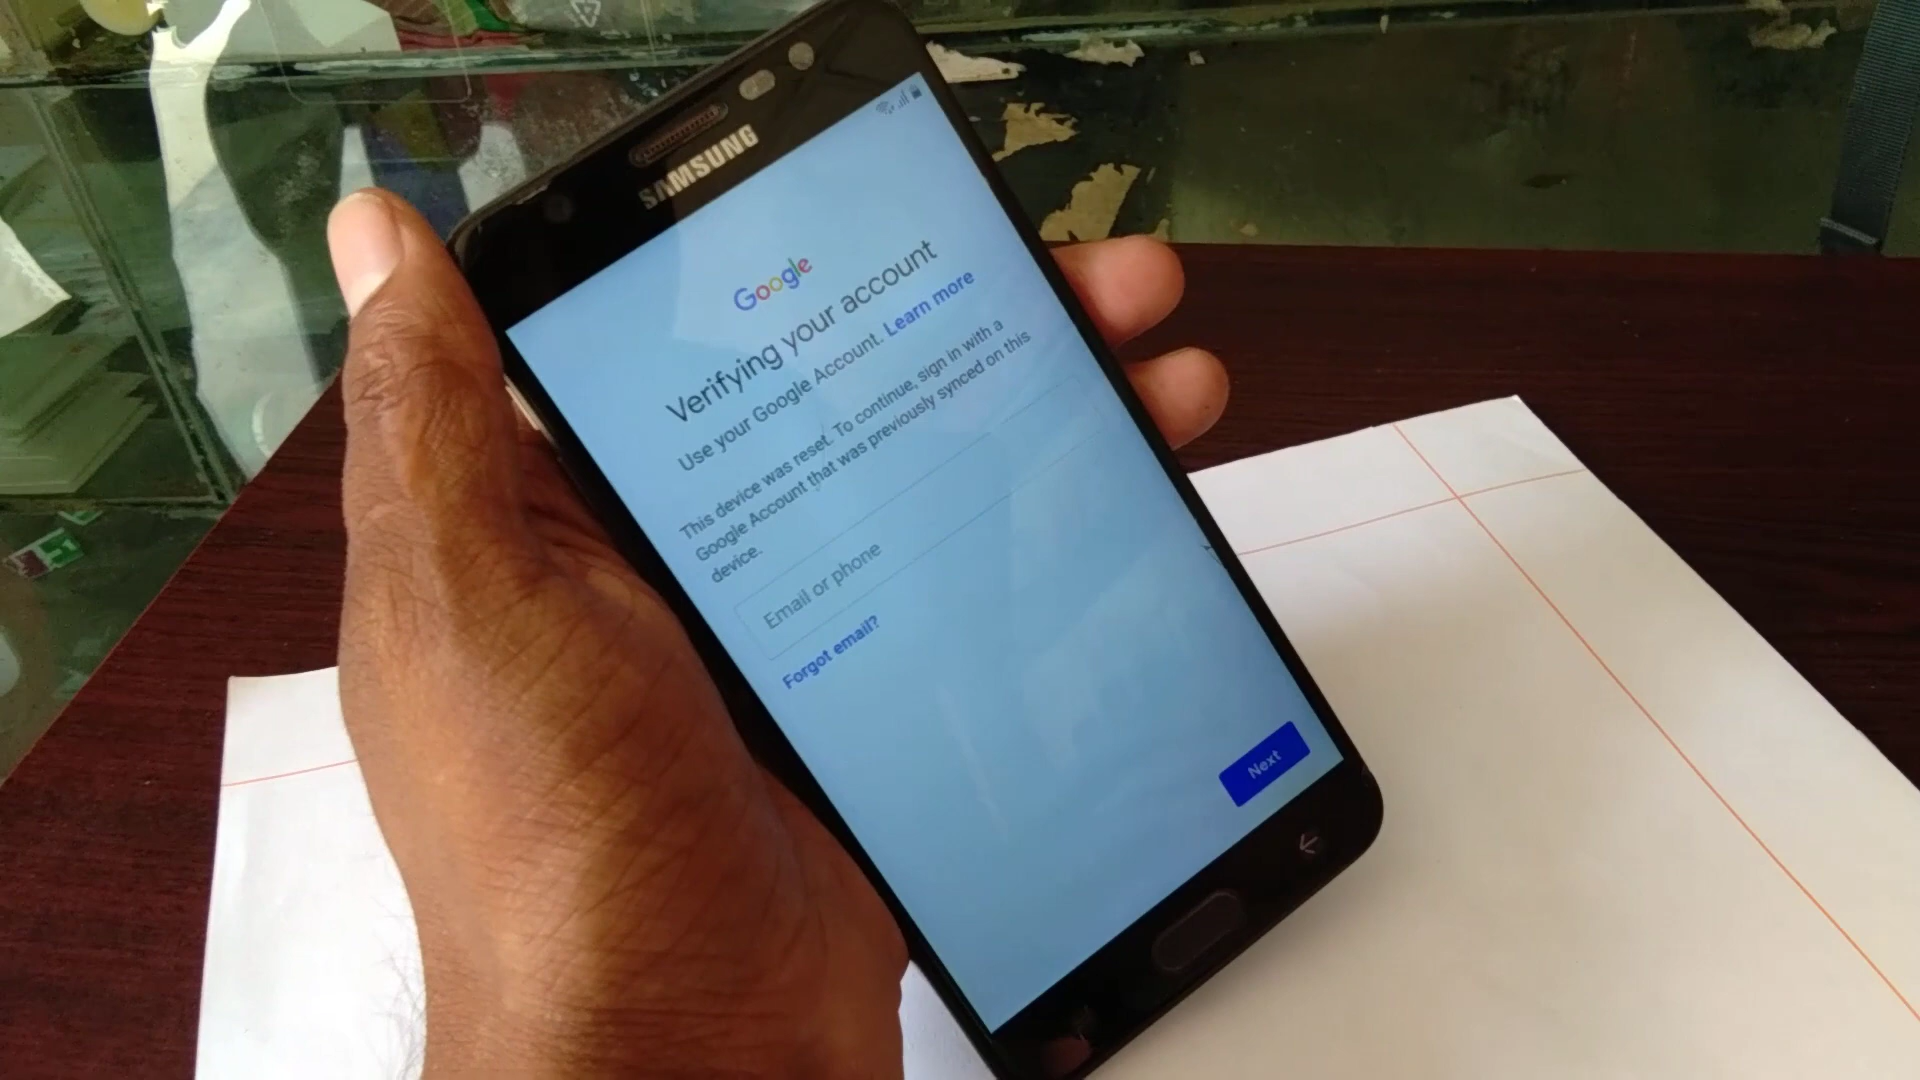 SAMSUNG
Google
Verifying your account
Use your Google Account. Learn more
This device was reset. To continue, sign in with a
Google Account that was previously synced on this
device.
Email or phone
Forgot email?
Next